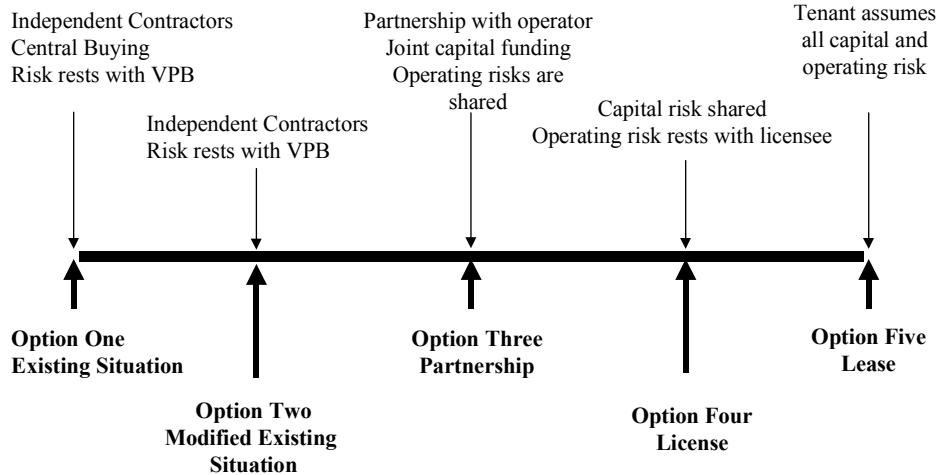 Independent Contractors
Central Buying
Risk rests with VPB
Independent Contractors
Risk rests with VPB
Partnership with operator
Joint capital funding
Operating risks are
shared
Capital risk shared
Operating risk rests with licensee
Tenant assumes
all capital and
operating risk
Option One
Existing Situation
Option Two
Modified Existing
Situation
Option Three
Partnership
Option Four
License
Option Five
Lease